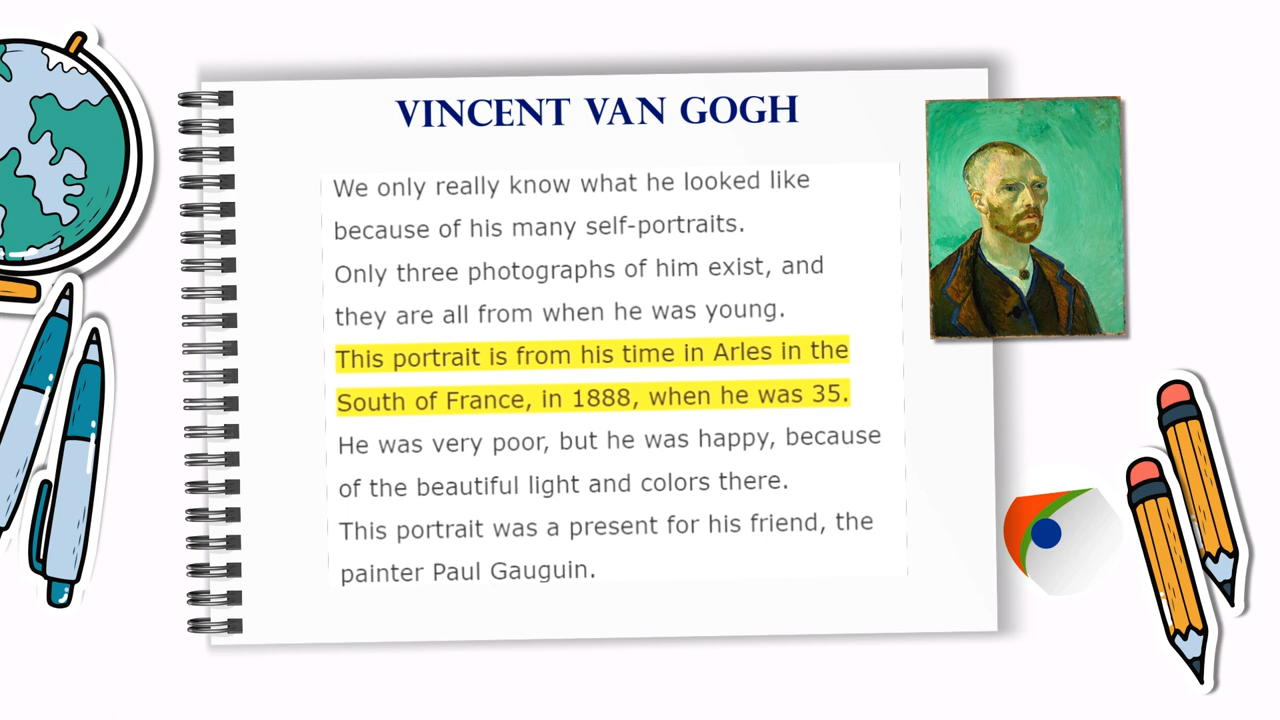 VINCENT VAN GOGH
We only really know what he looked like
because of his many self-portraits.
Only three photographs of him exist, and
they are all from when he was young.
This portrait is from his time in Arles in the
South of France, in 1888, when he was 35.
He was very poor, but he was happy, because
of the beautiful light and colors there.
This portrait was a present for his friend, the
painter Paul Gauguin.